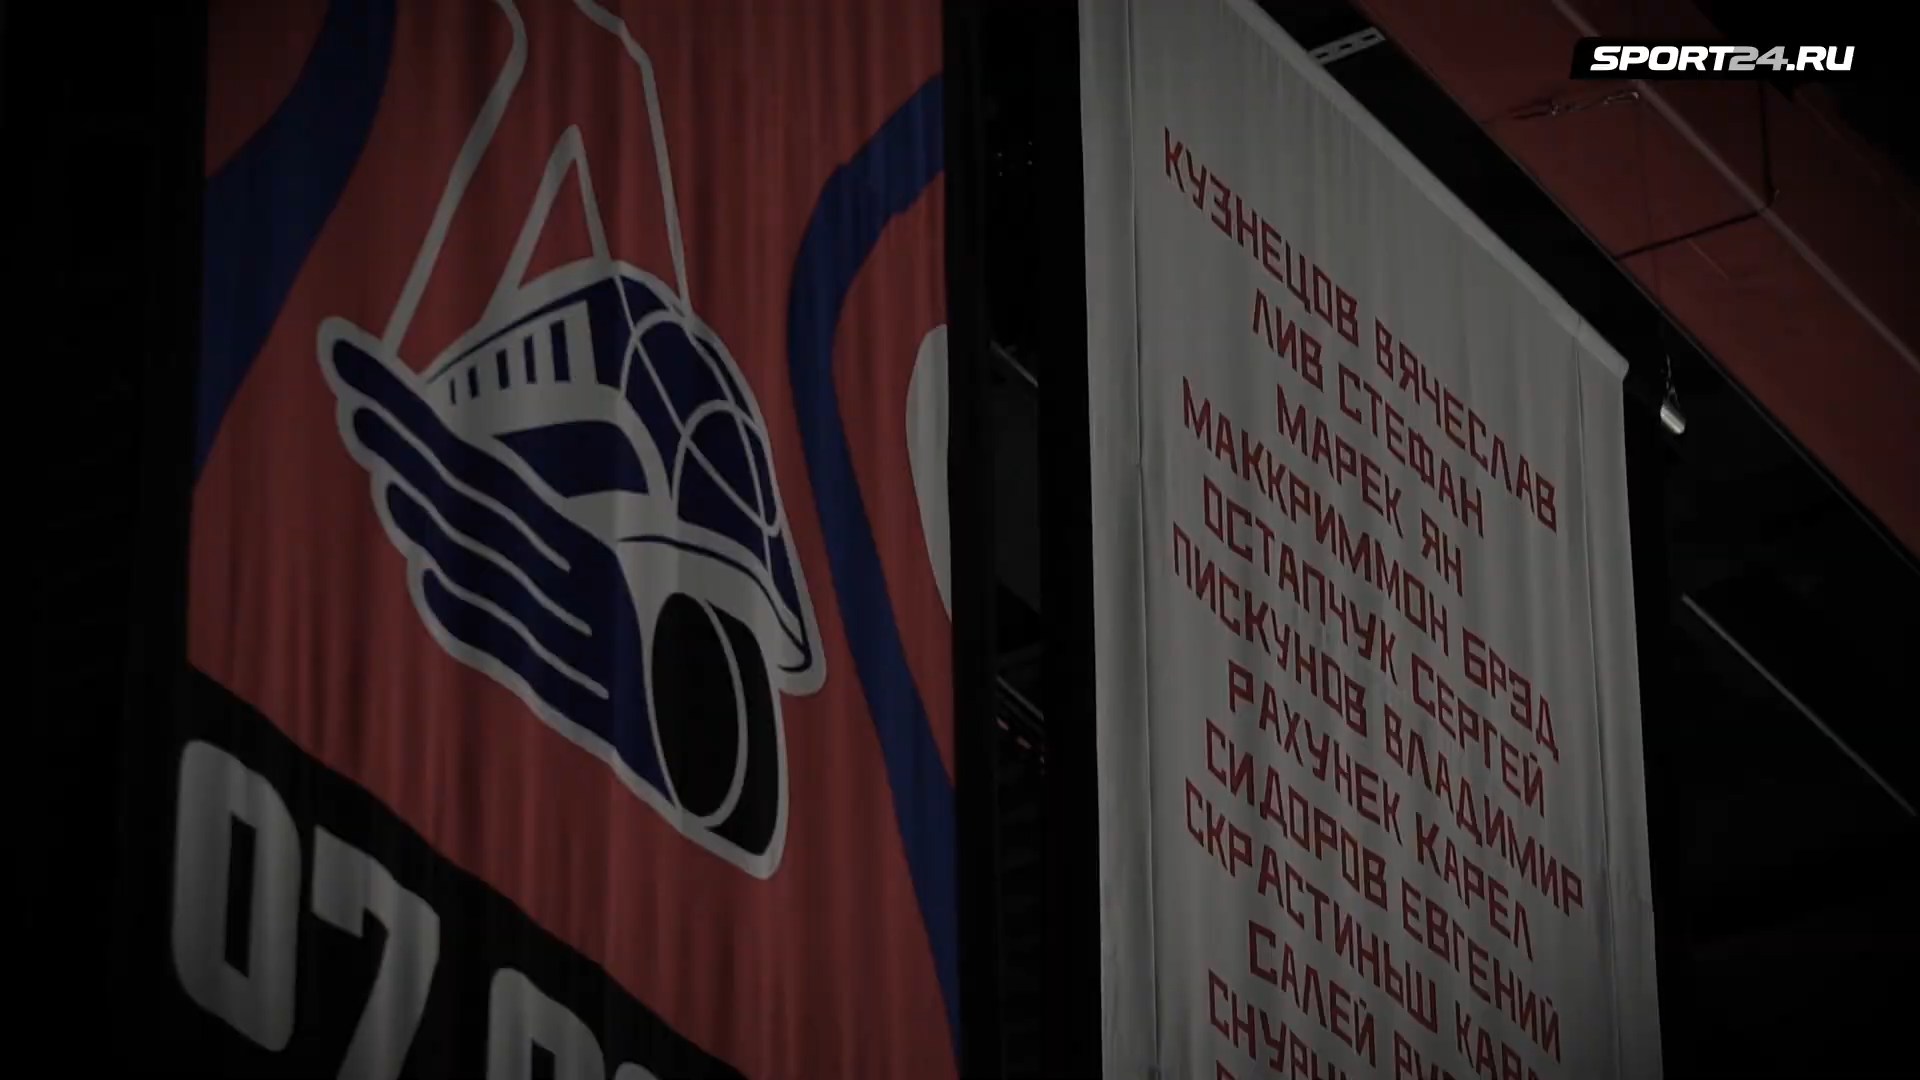 SPORT24.RU
КУЗНЕЦОВ ВЯЧЕСЛАВ
ЛИВ СТЕФАН
МАРЕК ЯН
МАККРИММОН БРЭД
ОСТАПЧУК СЕРГЕЙ
ПИСКУНОВ ВЛАДИМИР
РАХУНЕК КАРЕЛ
СИДОРОВ ЕВГЕНИЙ
СКРАСТИНЬШ
САЛЕЙ
07